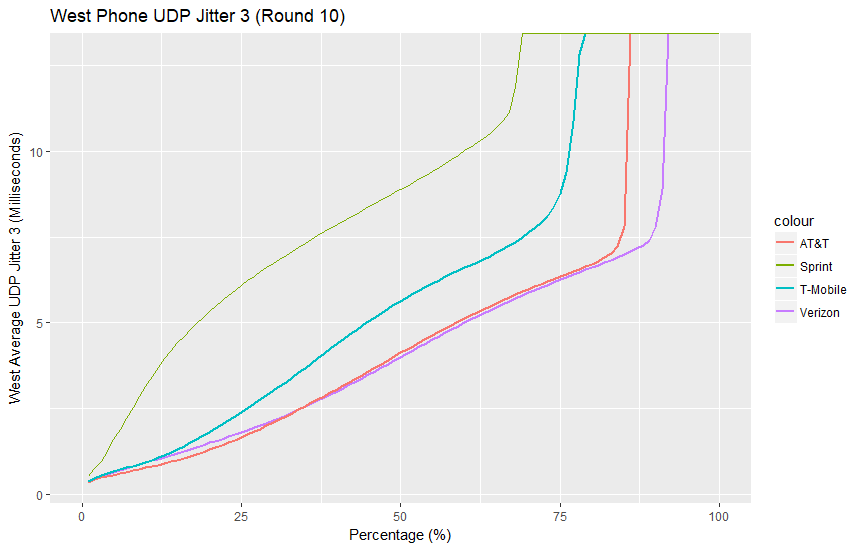 West Phone UDP Jitter 3 (Round 10)
West Average UDP Jitter 3 (Milliseconds)
10
5
0
0
25
50
75
100
Percentage (%)
colour
AT&T
Sprint
T-Mobile
Verizon